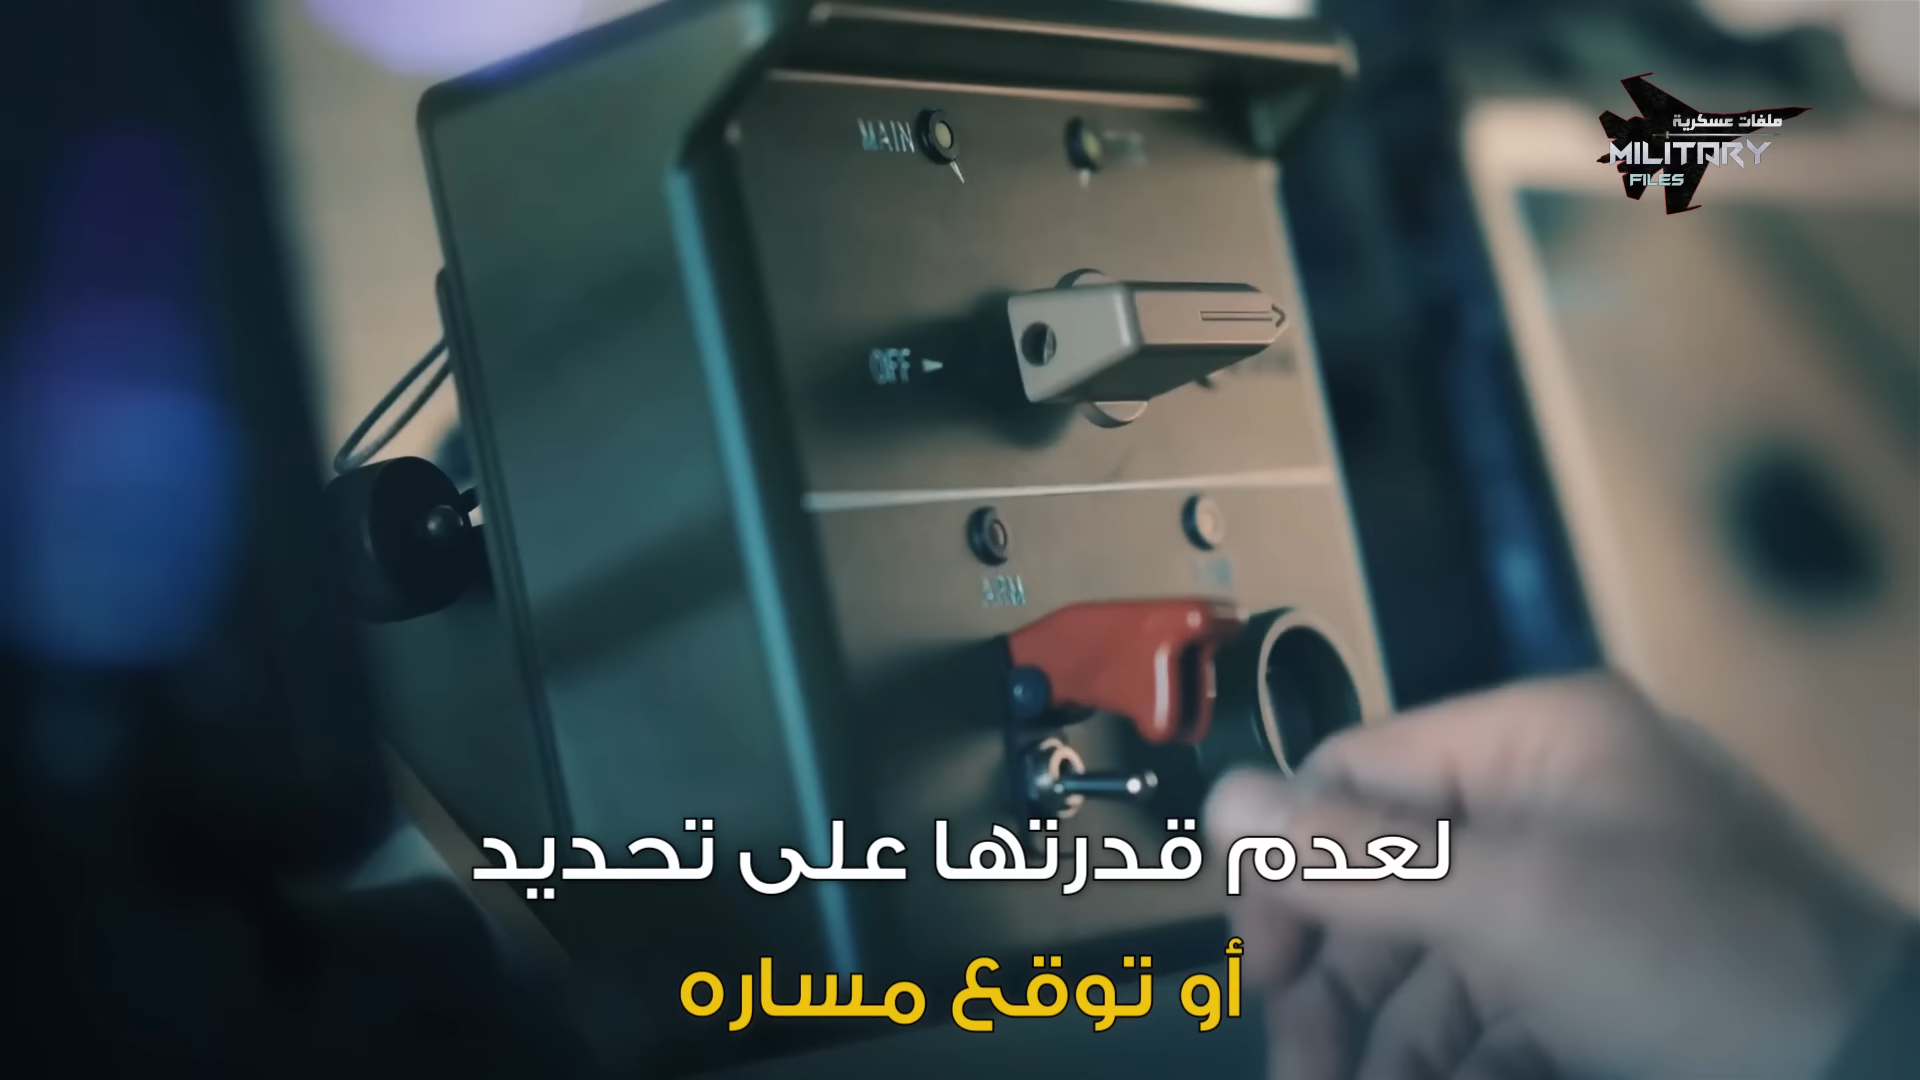 ملفات عسكرية
MILITARY
FILES
MAIN
OFF
ARM
لعدم قدرتها على تحديد
أو توقع مساره